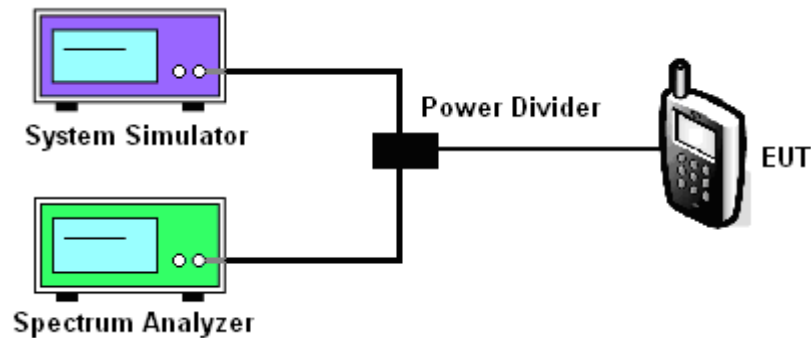 System Simulator
Power Divider
EUT
Spectrum Analyzer